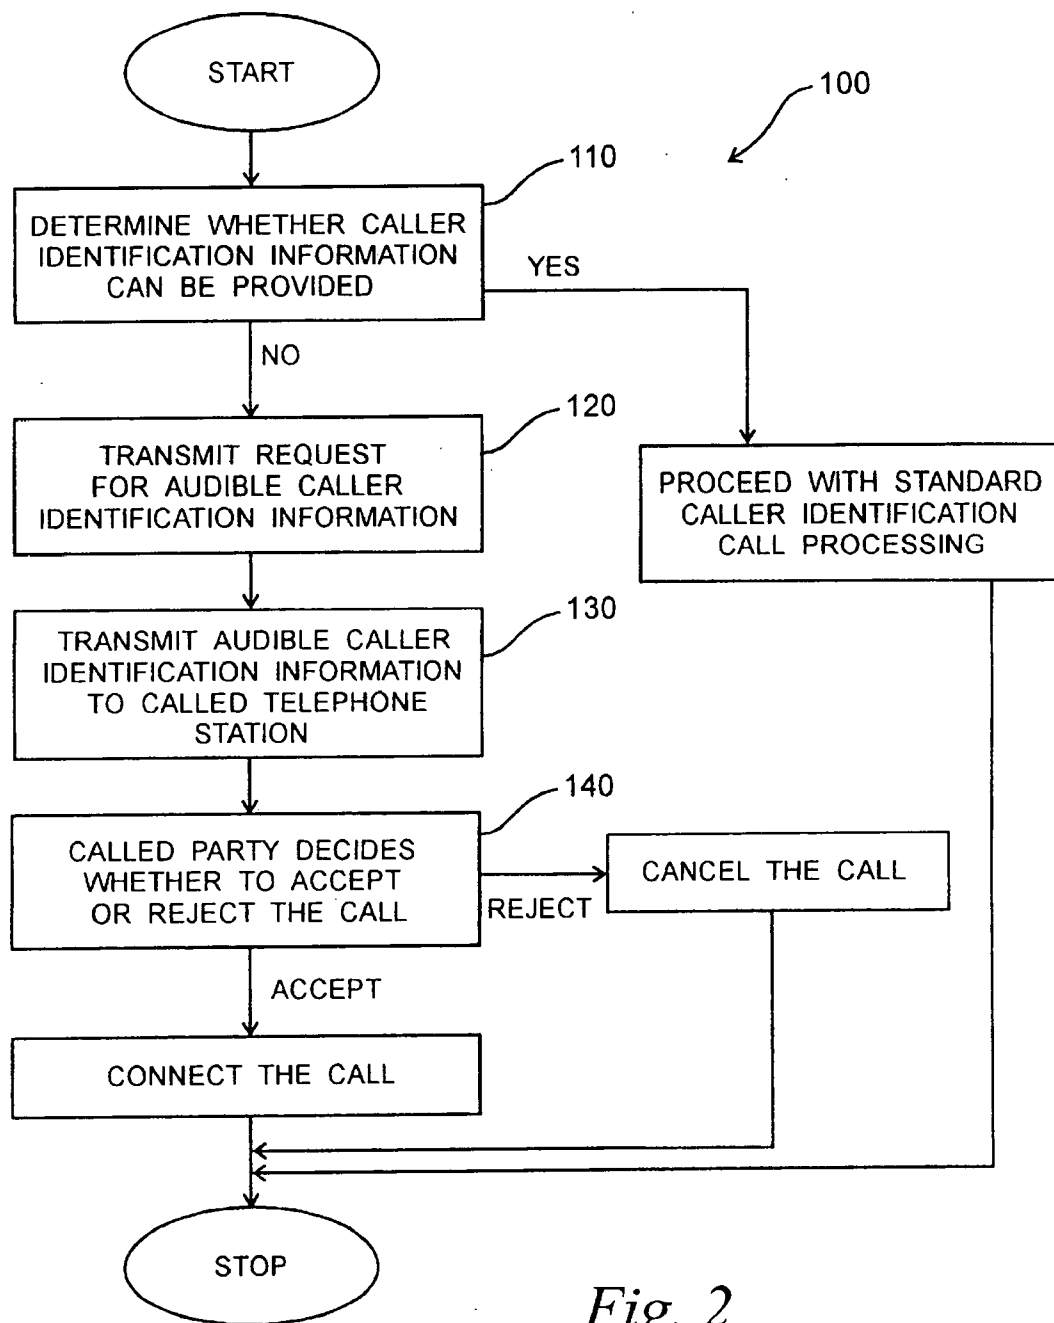 START
100
110
DETERMINE WHETHER CALLER
IDENTIFICATION INFORMATION
CAN BE PROVIDED
YES
NO
120
TRANSMIT REQUEST
FOR AUDIBLE CALLER
IDENTIFICATION INFORMATION
PROCEED WITH STANDARD
CALLER IDENTIFICATION
CALL PROCESSING
130
TRANSMIT AUDIBLE CALLER
IDENTIFICATION INFORMATION
TO CALLED TELEPHONE
STATION
140
CALLED PARTY DECIDES
WHETHER TO ACCEPT
OR REJECT THE CALL
REJECT
CANCEL THE CALL
ACCEPT
CONNECT THE CALL
STOP
Fig. 2